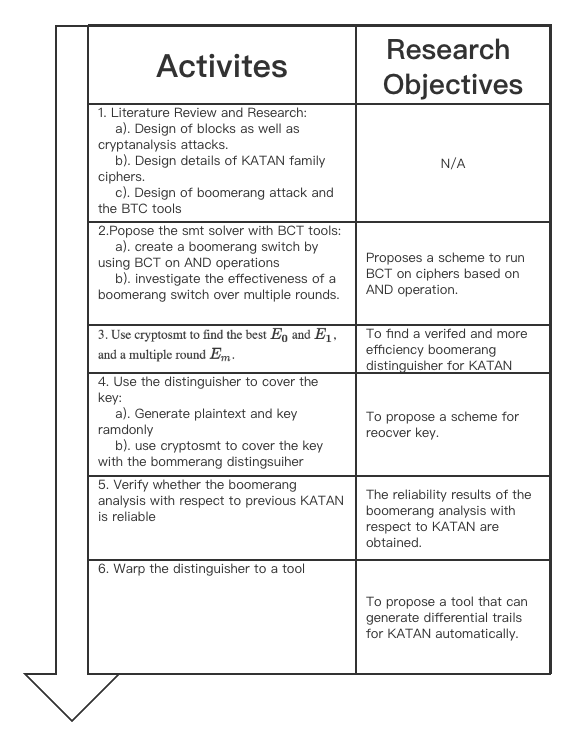 Activites
Research
Objectives
1. Literature Review and Research:
a). Design of blocks as well as
cryptanalysis attacks.
b). Design details of KATAN family
ciphers.
c). Design of boomerang attack and
the BTC tools
N/A
2.Popose the smt solver with BCT tools:
a). create a boomerang switch by
using BCT on AND operations
b). investigate the effectiveness of a
boomerang switch over multiple rounds.
Proposes a scheme to run
BCT on ciphers based on
AND operation.
3. Use cryptosmt to find the best E₀ and E₁,
and a multiple round Eₘ.
To find a verifed and more
efficiency boomerang
distinguisher for KATAN
4. Use the distinguisher to cover the
key:
a). Generate plaintext and key
ramdonly
b). use cryptosmt to cover the key
with the bommerang distingsuiher
To propose a scheme for
reocver key.
5. Verify whether the boomerang
analysis with respect to previous KATAN
is reliable
The reliability results of the
boomerang analysis with
respect to KATAN are
obtained.
6. Warp the distinguisher to a tool
To propose a tool that can
generate differential trails
for KATAN automatically.